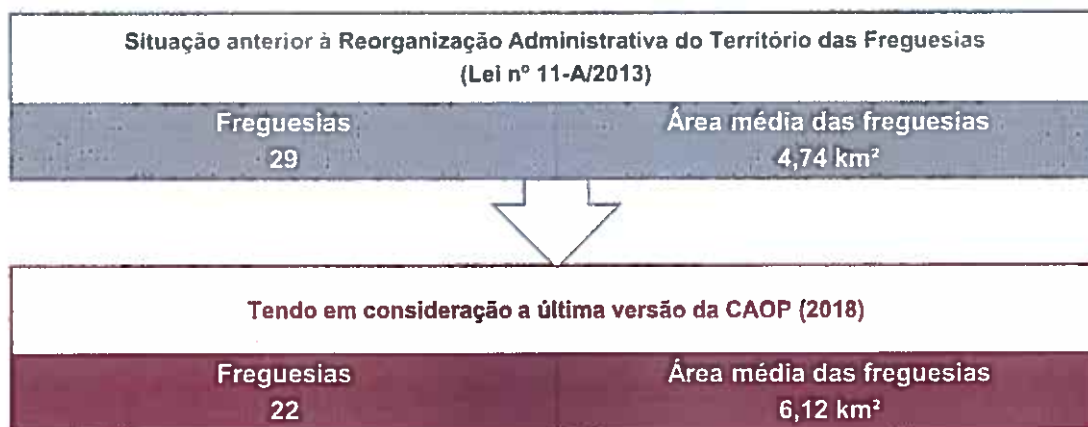 Situação anterior à Reorganização Administrativa do Território das Freguesias
(Lei nº 11-A/2013)
Freguesias
29
Área média das freguesias
4,74 km²
Tendo em consideração a última versão da CAOP (2018)
Freguesias
22
Área média das freguesias
6,12 km²